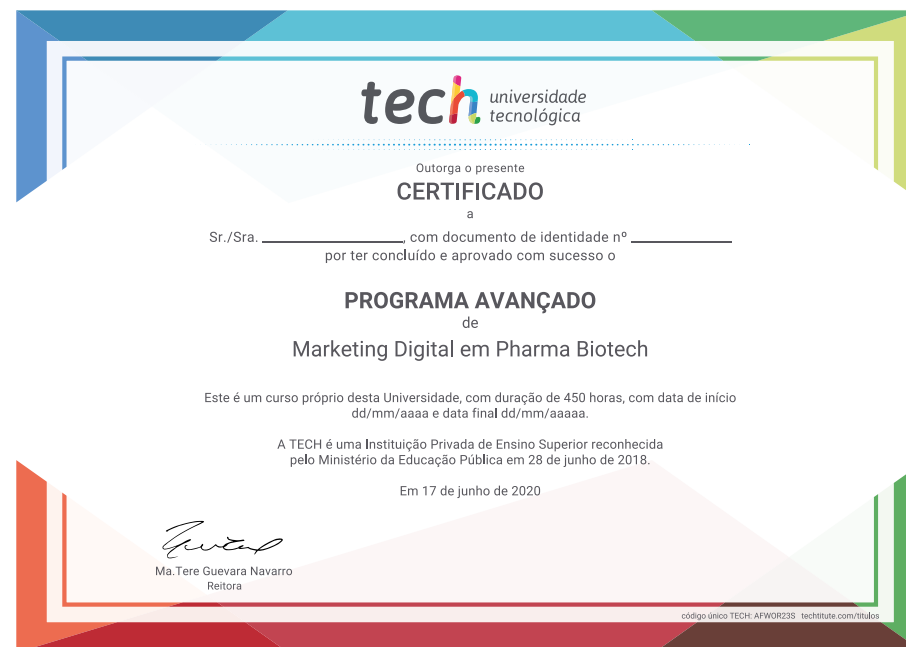 tech universidade
tecnológica
Outorga o presente
CERTIFICADO
a
Sr./Sra. ____________, com documento de identidade nº ____________
por ter concluído e aprovado com sucesso o
PROGRAMA AVANÇADO
de
Marketing Digital em Pharma Biotech
Este é um curso próprio desta Universidade, com duração de 450 horas, com data de início
dd/mm/aaaa e data final dd/mm/aaaaa.
A TECH é uma Instituição Privada de Ensino Superior reconhecida
pelo Ministério da Educação Pública em 28 de junho de 2018.
Em 17 de junho de 2020
Ma.Tere Guevara Navarro
Reitora
código único TECH: AFWOR23S techtitute.com/titulos